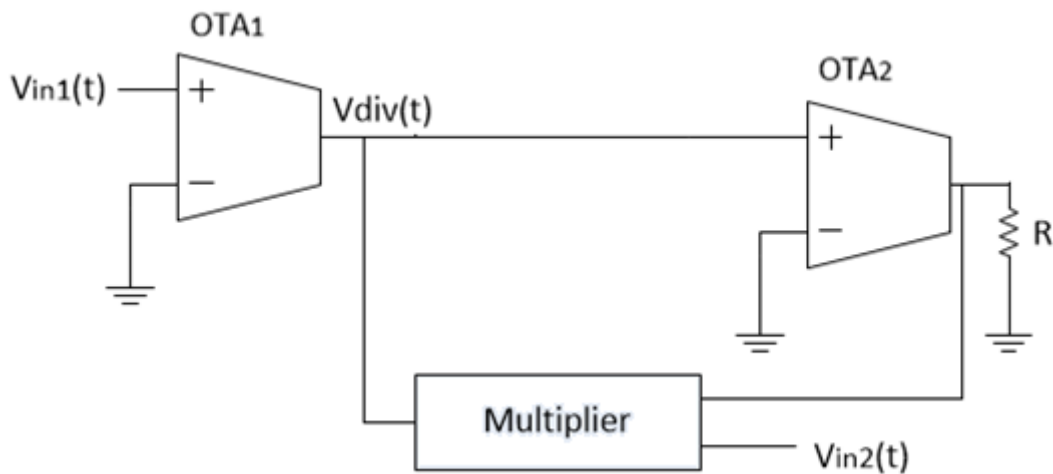 OTA1
Vin1(t)
+
−
Vdiv(t)
OTA2
+
−
R
Multiplier
Vin2(t)